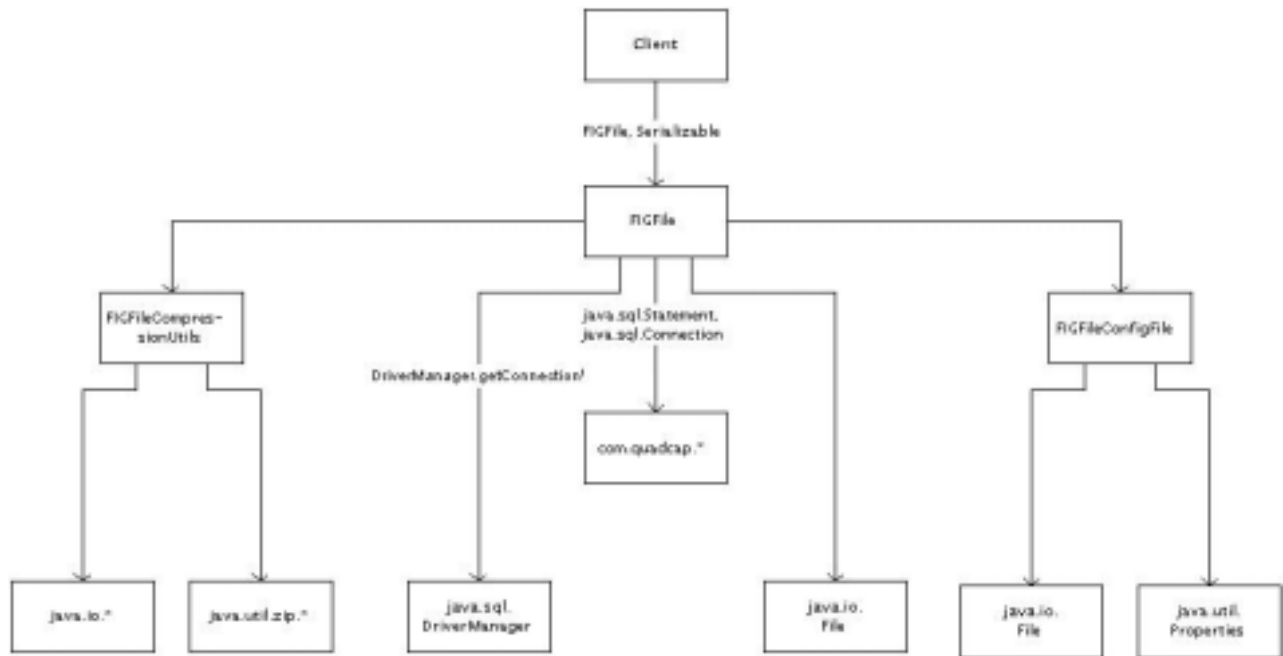 Client
FIGFile, Serializable
FIGFile
FIGFileCompres-
sionUtils
java.sql.Statement,
java.sql.Connection
FIGFileConfigFile
DriverManager.getConnection!
com.quadcap.*
java.io.*
java.util.zip.*
java.sql.
DriverManager
java.io.
File
java.io.
File
java.util.
Properties